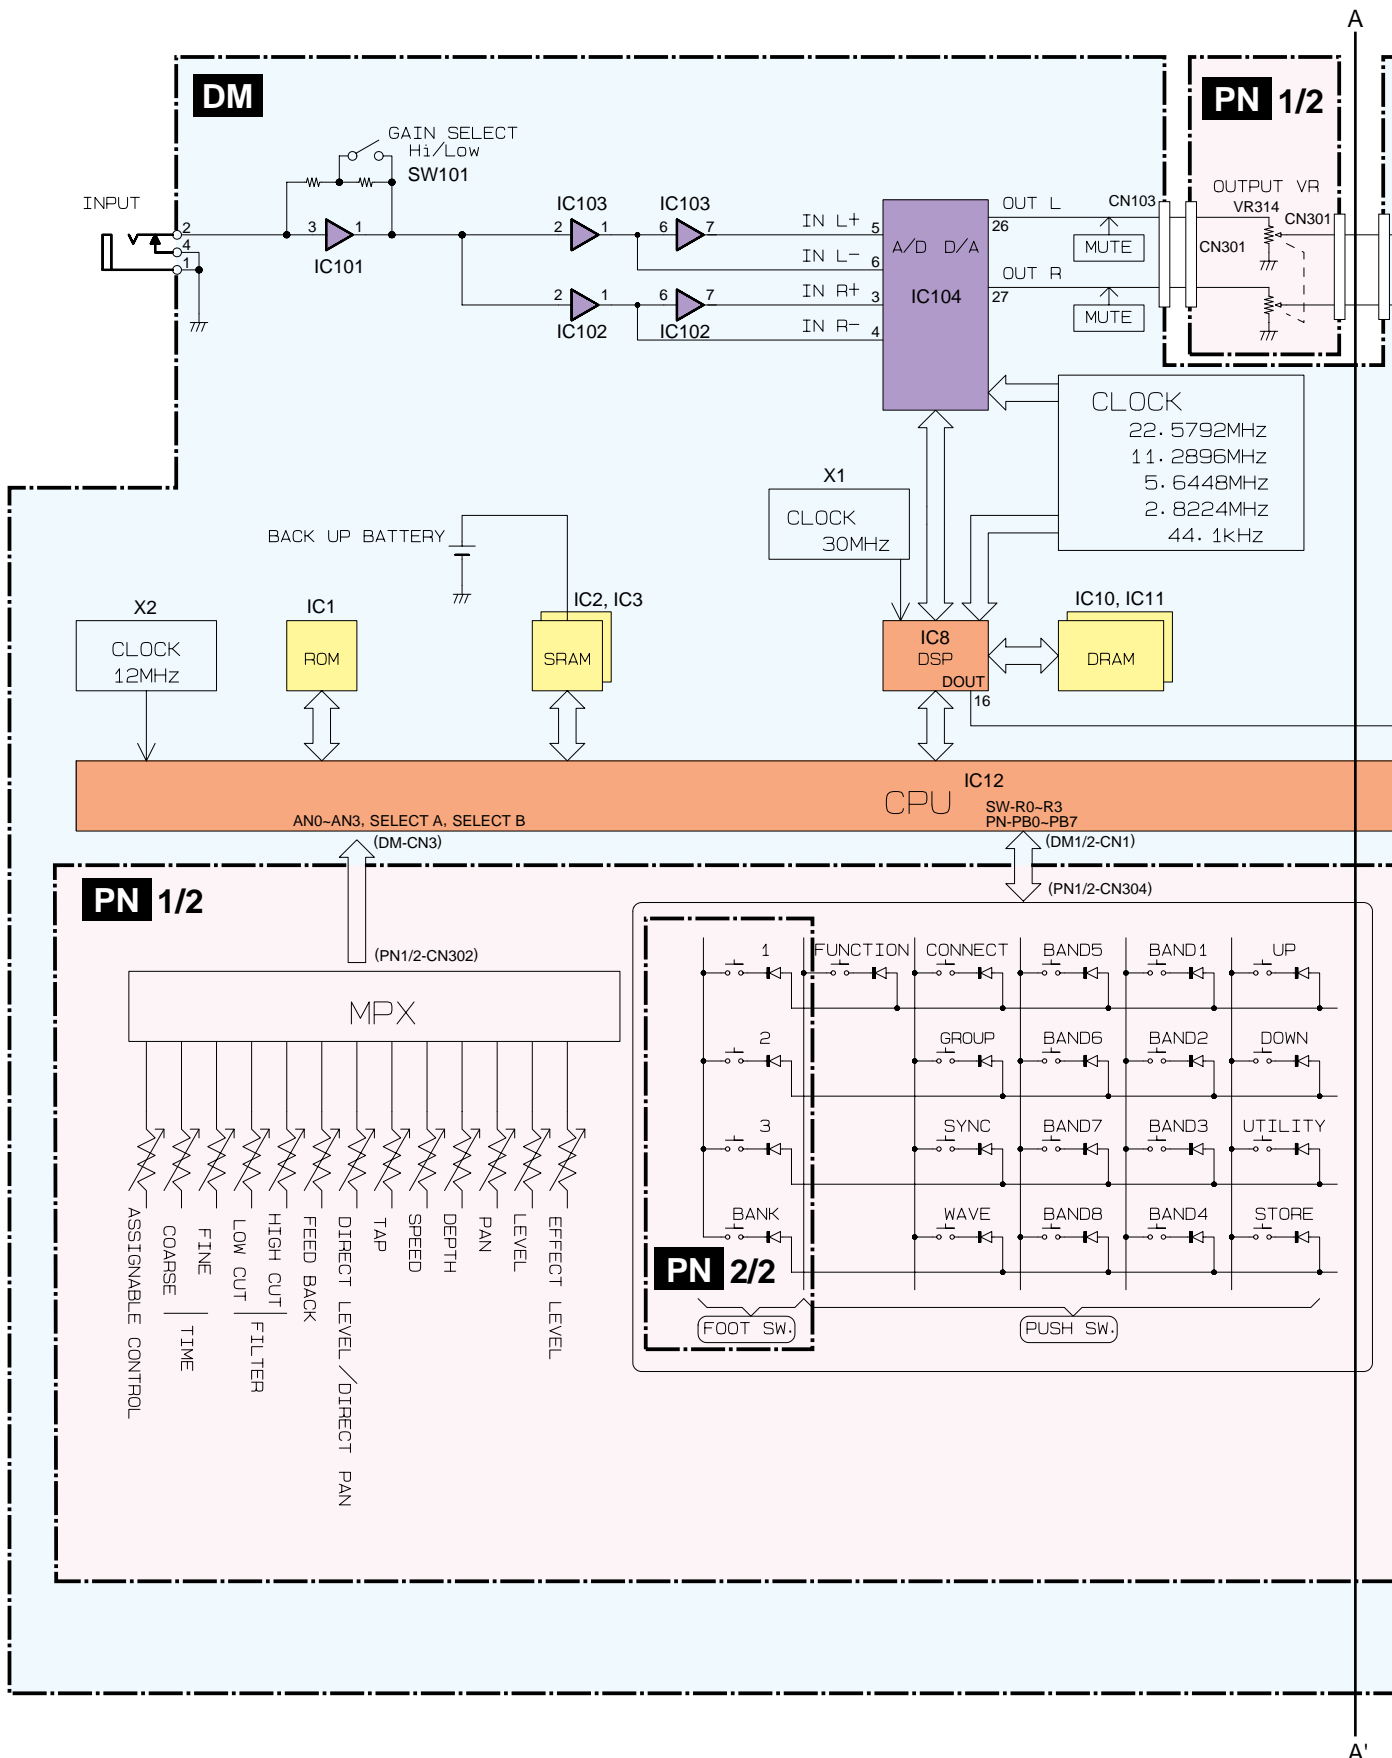 A
DM
PN 1/2
GAIN SELECT
Hi/Low
SW101
INPUT
2
4
1
3
1
IC101
IC103
2
1
IC103
6
7
IC102
2
1
IC102
6
7
IN L+
5
IN L-
6
IN R+
3
IN R-
4
A/D D/A
IC104
OUT L
26
OUT R
27
MUTE
MUTE
CN103
CN301
OUTPUT VR
VR314
CN301
CLOCK
22.5792MHz
11.2896MHz
5.6448MHz
2.8224MHz
44.1kHz
X1
CLOCK
30MHz
BACK UP BATTERY
X2
CLOCK
12MHz
IC1
ROM
IC2, IC3
SRAM
IC8
DSP
DOUT
16
IC10, IC11
DRAM
CPU
IC12
AN0~AN3, SELECT A, SELECT B
SW-R0~R3
PN-PB0~PB7
(DM-CN3)
(DM1/2-CN1)
PN 1/2
(PN1/2-CN302)
(PN1/2-CN304)
MPX
ASSIGNABLE CONTROL
COARSE
FINE
TIME
LOW CUT
HIGH CUT
FILTER
FEED BACK
DIRECT LEVEL/DIRECT PAN
TAP
SPEED
DEPTH
PAN
LEVEL
EFFECT LEVEL
1
FUNCTION
CONNECT
BAND5
BAND1
UP
2
GROUP
BAND6
BAND2
DOWN
3
SYNC
BAND7
BAND3
UTILITY
BANK
WAVE
BAND8
BAND4
STORE
PN 2/2
FOOT SW.
PUSH SW.
A'